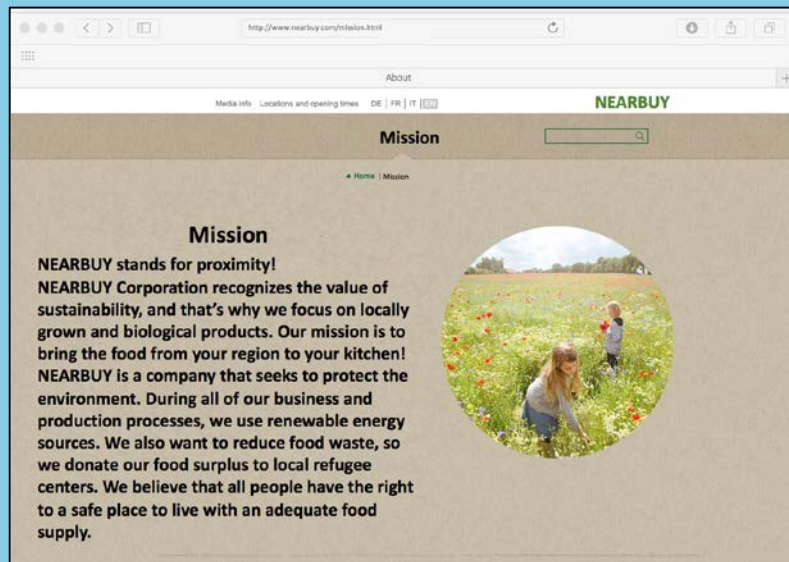 http://www.nearbuy.com/mission.html
About
Media info Locations and opening times DE | FR | IT | EN
NEARBUY
Mission
Home | Mission
Mission
NEARBUY stands for proximity!
NEARBUY Corporation recognizes the value of
sustainability, and that's why we focus on locally
grown and biological products. Our mission is to
bring the food from your region to your kitchen!
NEARBUY is a company that seeks to protect the
environment. During all of our business and
production processes, we use renewable energy
sources. We also want to reduce food waste, so
we donate our food surplus to local refugee
centers. We believe that all people have the right
to a safe place to live with an adequate food
supply.